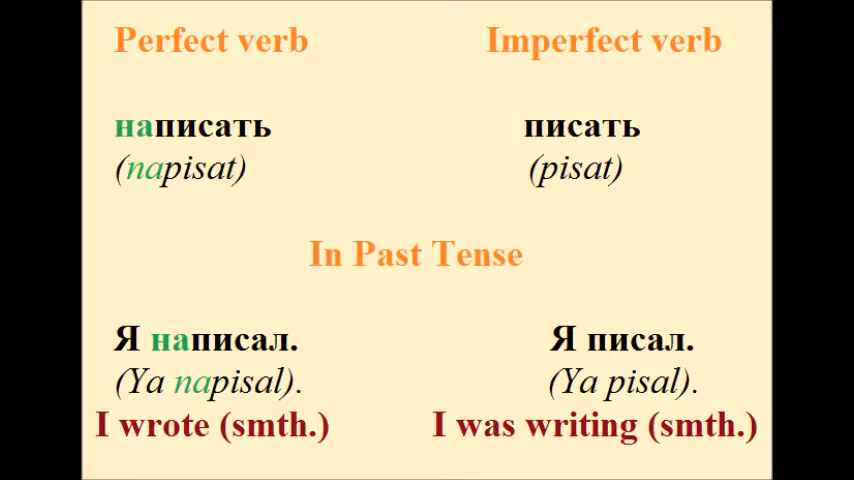 Perfect verb Imperfect verb
написать писать
(napisat) (pisat)
In Past Tense
Я написал. Я писал.
(Ya napisal). (Ya pisal).
I wrote (smth.) I was writing (smth.)